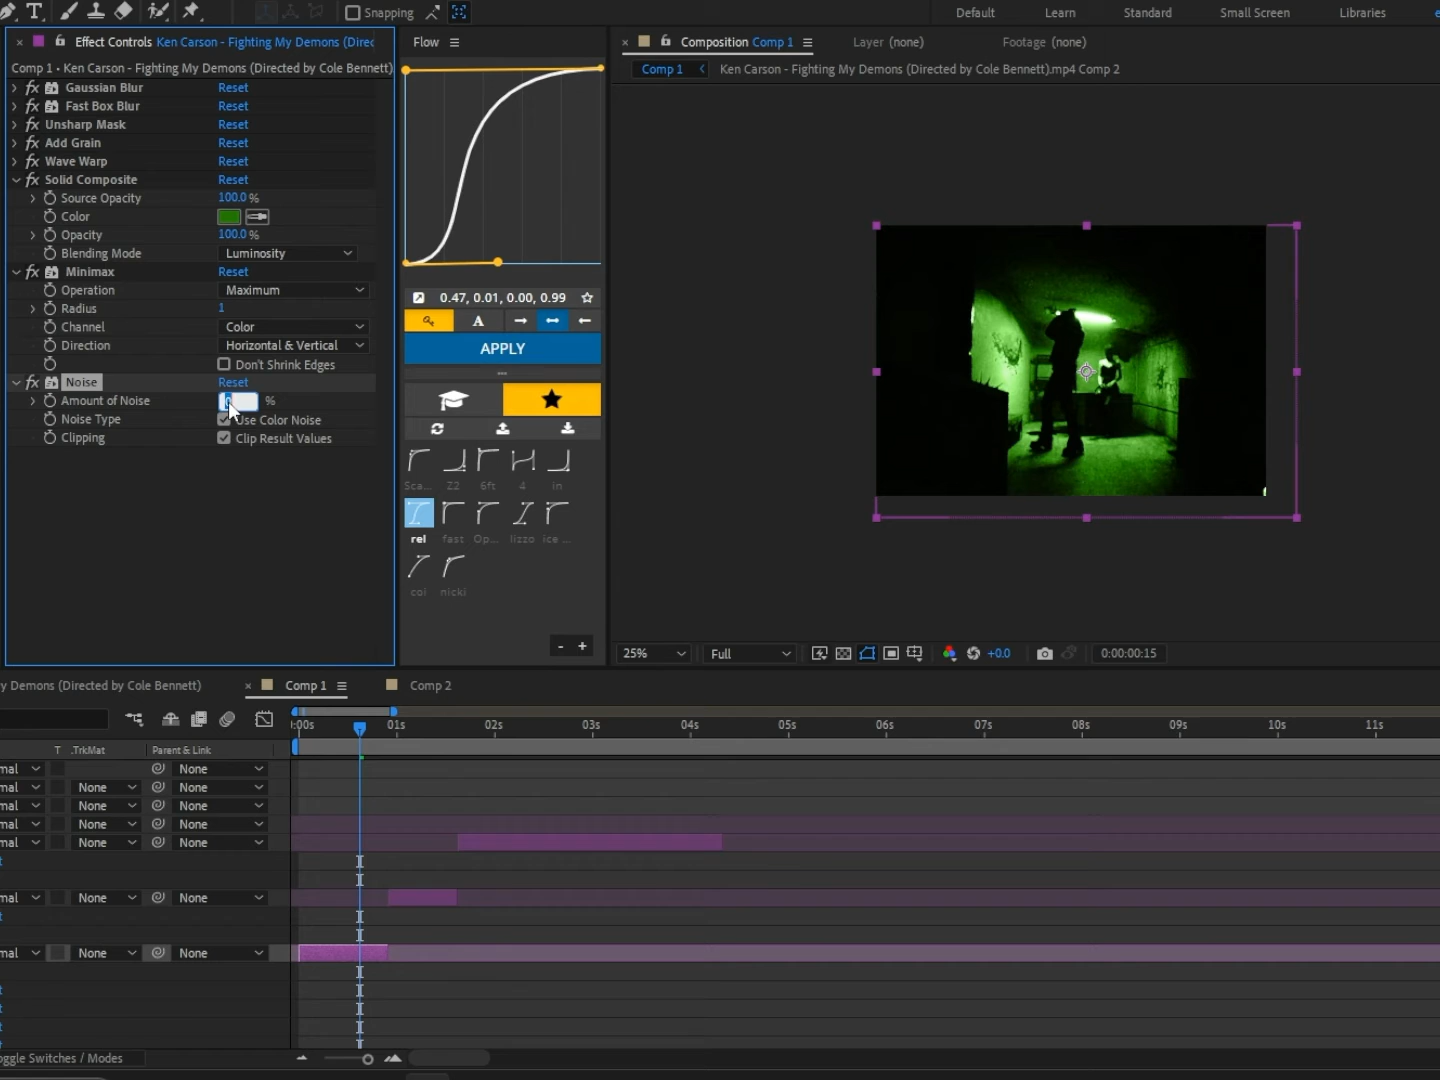 T
Snapping
Default
Learn
Standard
Small Screen
Libraries
Effect Controls Ken Carson - Fighting My Demons (Direc
Flow
Composition Comp 1
Layer (none)
Footage (none)
Comp 1 • Ken Carson - Fighting My Demons (Directed by Cole Bennett)
Comp 1
Ken Carson - Fighting My Demons (Directed by Cole Bennett).mp4 Comp 2
fx Gaussian Blur Reset
fx Fast Box Blur Reset
fx Unsharp Mask Reset
fx Add Grain Reset
fx Wave Warp Reset
fx Solid Composite Reset
Source Opacity 100.0 %
Color
Opacity 100.0 %
Blending Mode Luminosity
fx Minimax Reset
Operation Maximum
Radius 1
Channel Color
Direction Horizontal & Vertical
Don't Shrink Edges
fx Noise Reset
Amount of Noise %
Noise Type Use Color Noise
Clipping Clip Result Values
0.47, 0.01, 0.00, 0.99
A
APPLY
Sca... Z2 6ft 4 in
rel fast Op... lizzo ice ...
coi nicki
- +
25% Full +0.0 0:00:00:15
y Demons (Directed by Cole Bennett)
Comp 1
Comp 2
:00s 01s 02s 03s 04s 05s 06s 07s 08s 09s 10s 11s
T .TrkMat Parent & Link
mal None
mal None None
mal None None
mal None None
mal None None
t
mal None None
t
mal None None
t
t
t
t
oggle Switches / Modes